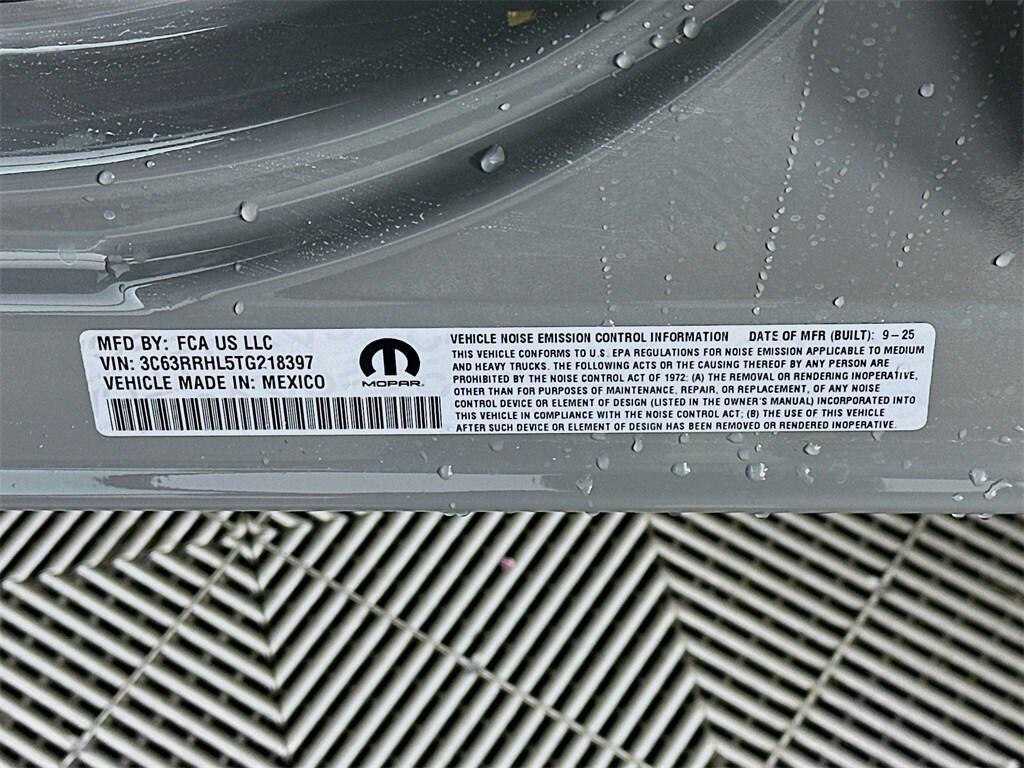 MFD BY: FCA US LLC
VIN: 3C63RRHL5TG218397
VEHICLE MADE IN: MEXICO
MOPAR
VEHICLE NOISE EMISSION CONTROL INFORMATION DATE OF MFR (BUILT): 9-25
THIS VEHICLE CONFORMS TO U.S. EPA REGULATIONS FOR NOISE EMISSION APPLICABLE TO MEDIUM
AND HEAVY TRUCKS. THE FOLLOWING ACTS OR THE CAUSING THEREOF BY ANY PERSON ARE
PROHIBITED BY THE NOISE CONTROL ACT OF 1972: (A) THE REMOVAL OR RENDERING INOPERATIVE,
OTHER THAN FOR PURPOSES OF MAINTENANCE, REPAIR, OR REPLACEMENT, OF ANY NOISE
CONTROL DEVICE OR ELEMENT OF DESIGN (LISTED IN THE OWNER'S MANUAL) INCORPORATED INTO
THIS VEHICLE IN COMPLIANCE WITH THE NOISE CONTROL ACT; (B) THE USE OF THIS VEHICLE
AFTER SUCH DEVICE OR ELEMENT OF DESIGN HAS BEEN REMOVED OR RENDERED INOPERATIVE.